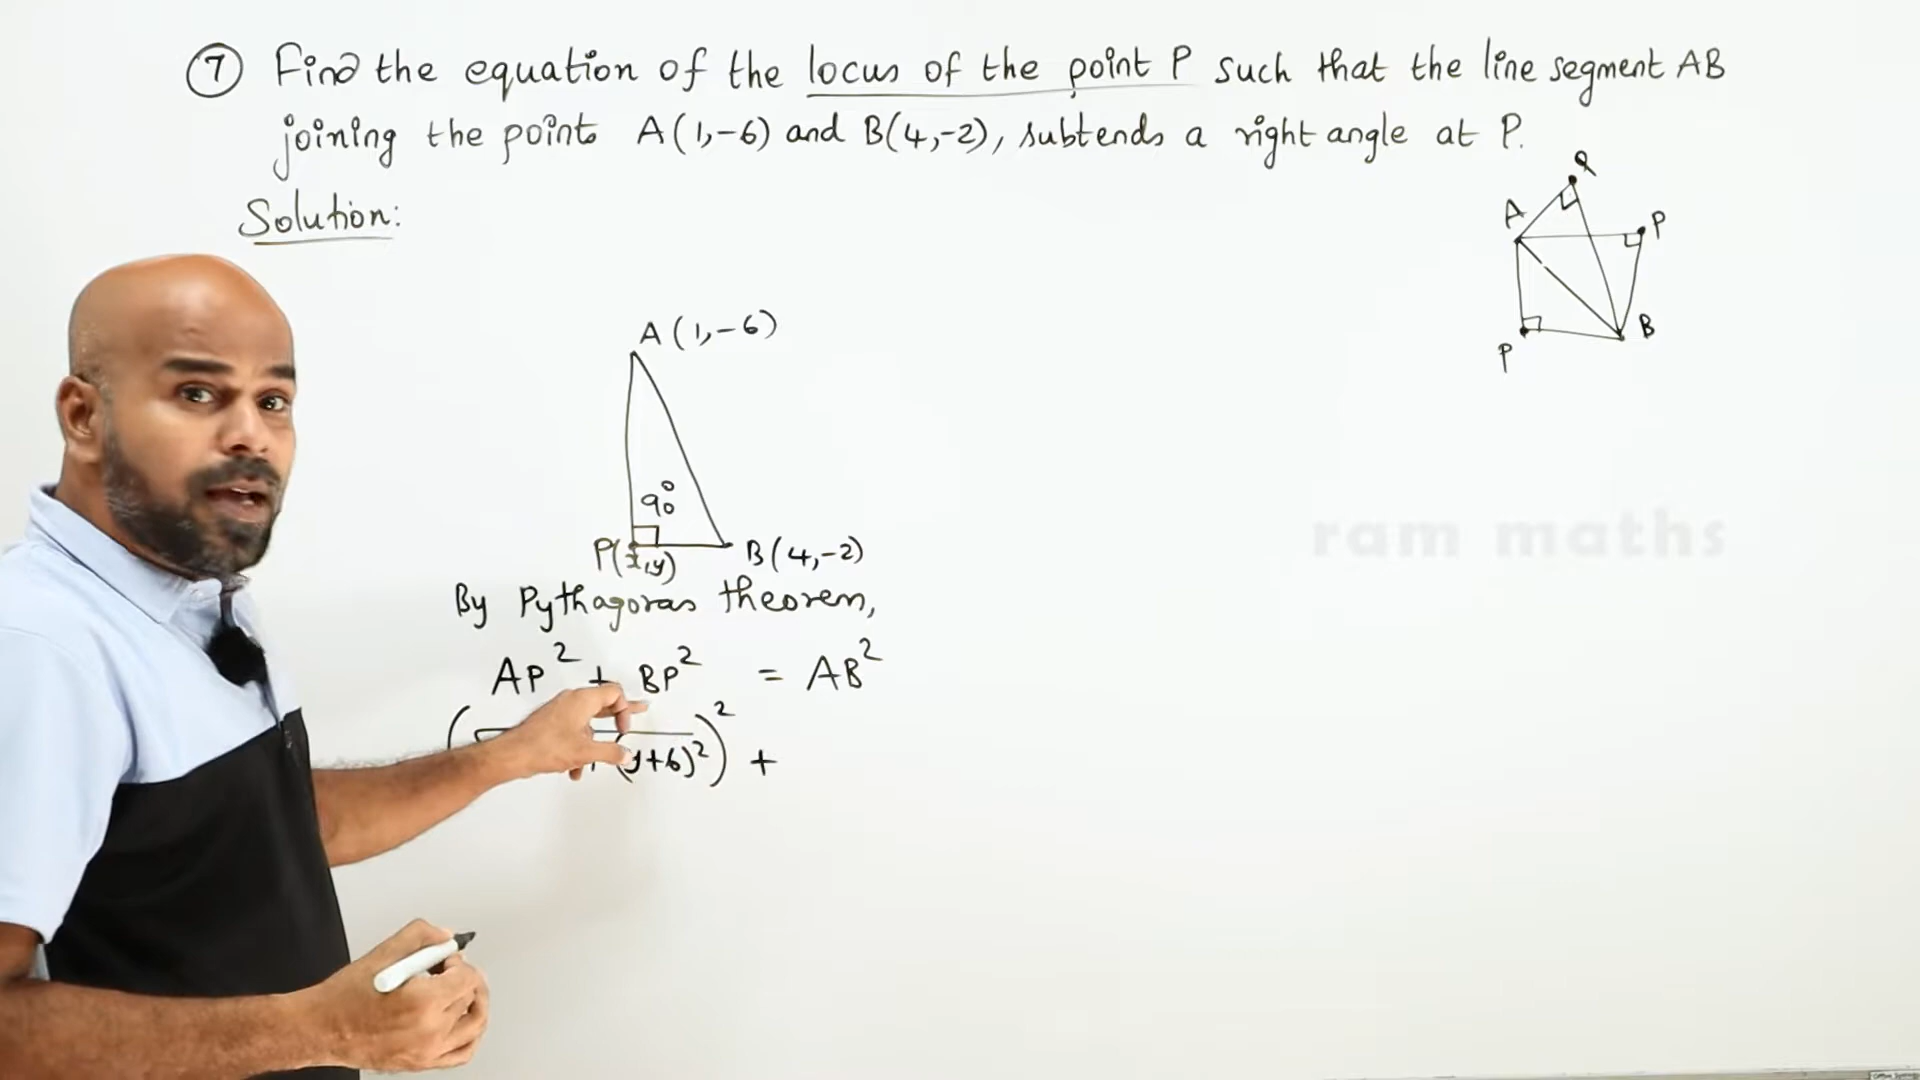 7 Find the equation of the locus of the point P such that the line segment AB
joining the points A(1,-6) and B(4,-2), subtends a right angle at P.
Solution:
A
P
P
B
A(1,-6)
90°
P(x,y)
B(4,-2)
By Pythagoras theorem,
AP² + BP² = AB²
(y+6)²)² +
ram maths